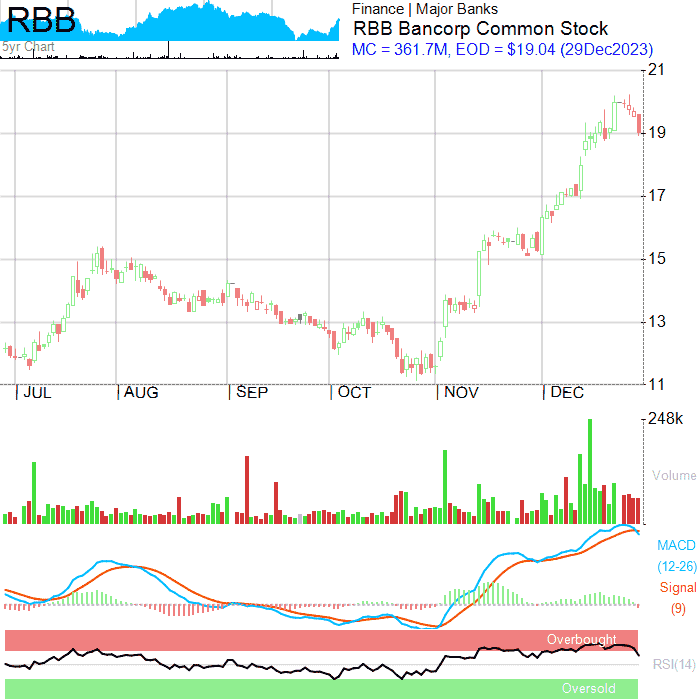 RBB
5yr Chart
Finance | Major Banks
RBB Bancorp Common Stock
MC = 361.7M, EOD = $19.04 (29Dec2023)
21
19
17
15
13
11
JUL AUG SEP OCT NOV DEC
248k
Volume
MACD
(12-26)
Signal
(9)
Overbought
RSI(14)
Oversold